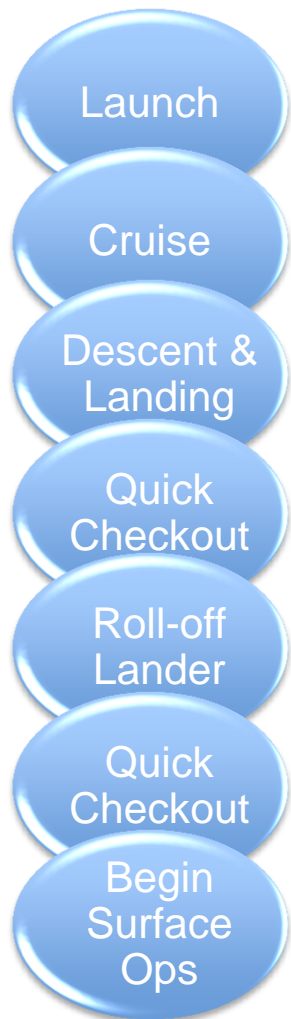 Launch
Cruise
Descent &
Landing
Quick
Checkout
Roll-off
Lander
Quick
Checkout
Begin
Surface
Ops